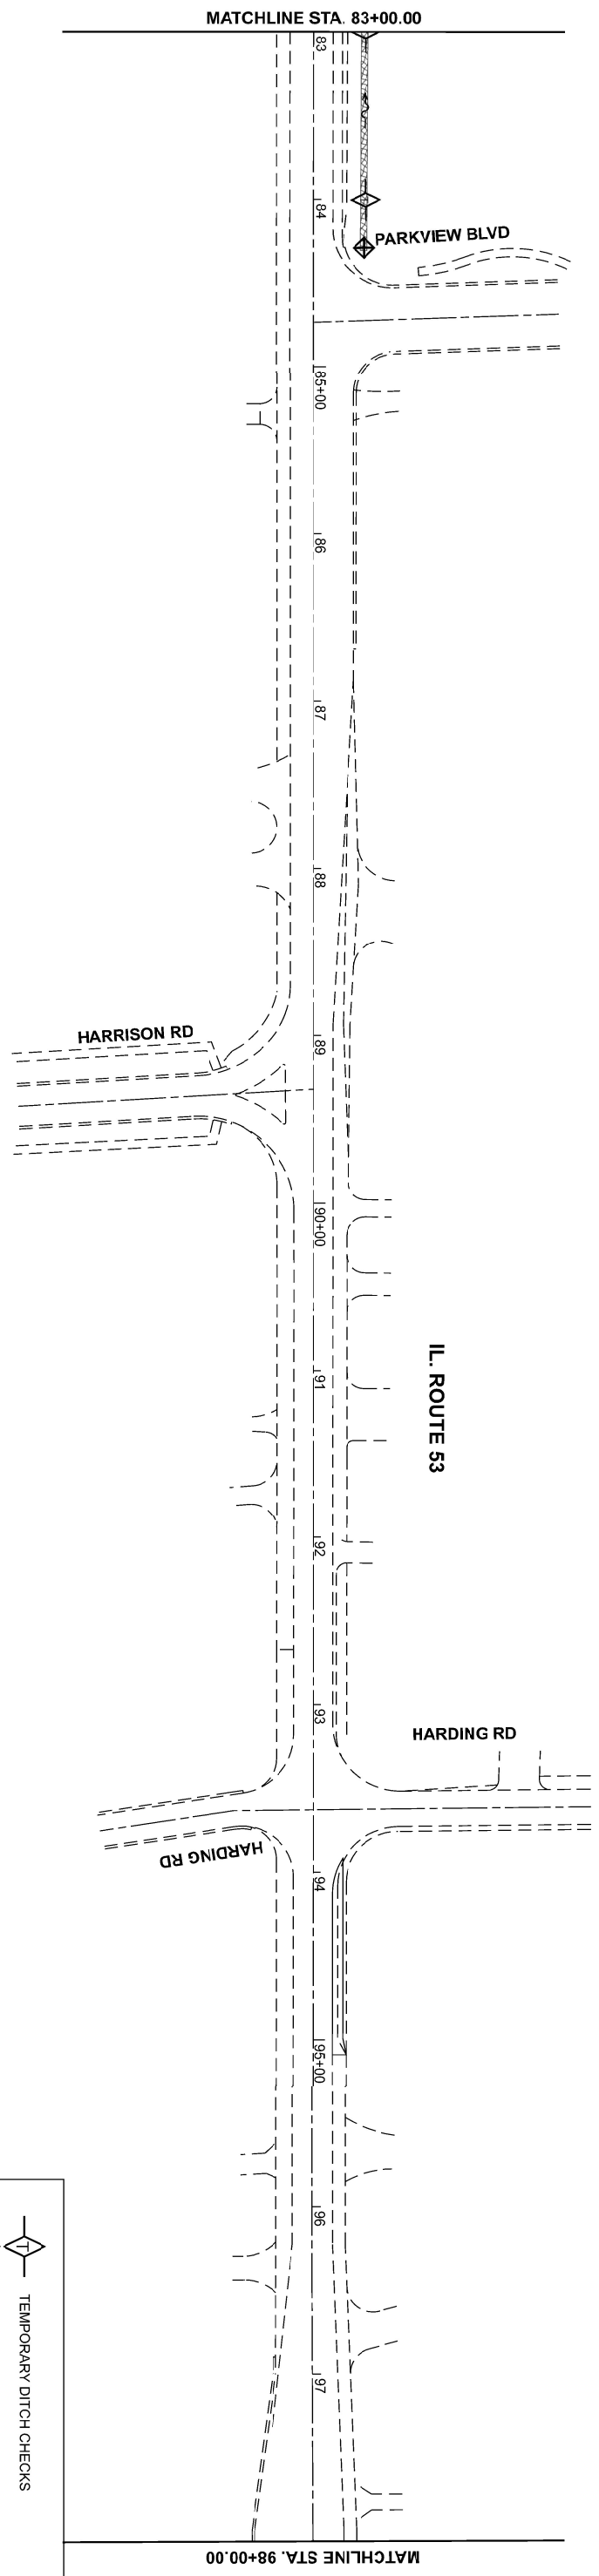 MATCHLINE STA. 83+00.00
83
84
PARKVIEW BLVD
85+00
86
87
88
HARRISON RD
89
90+00
IL. ROUTE 53
91
92
93
HARDING RD
HARDING RD
94
95+00
96
97
T TEMPORARY DITCH CHECKS
MATCHLINE STA. 98+00.00